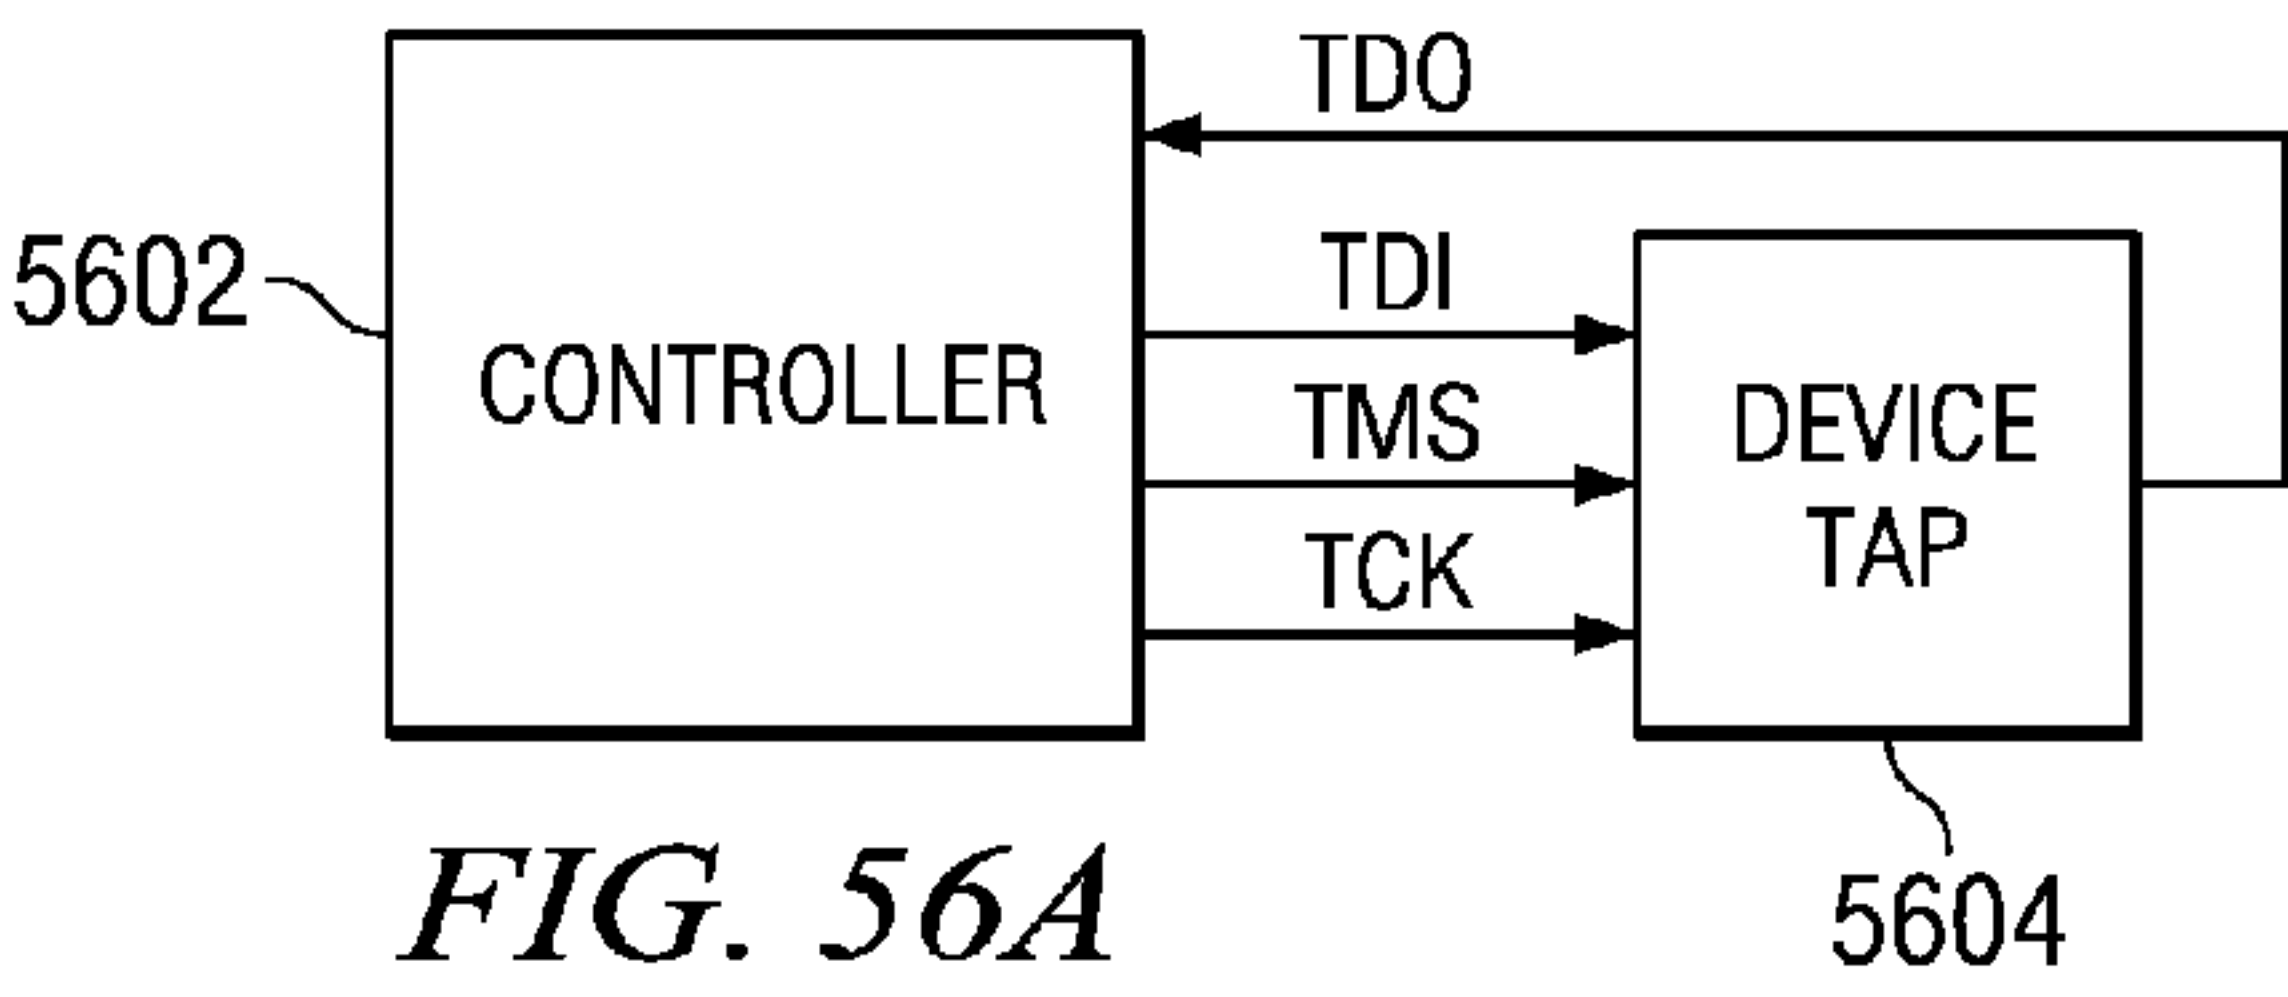 TDO
5602
TDI
CONTROLLER
TMS
DEVICE
TAP
TCK
FIG. 56A
5604